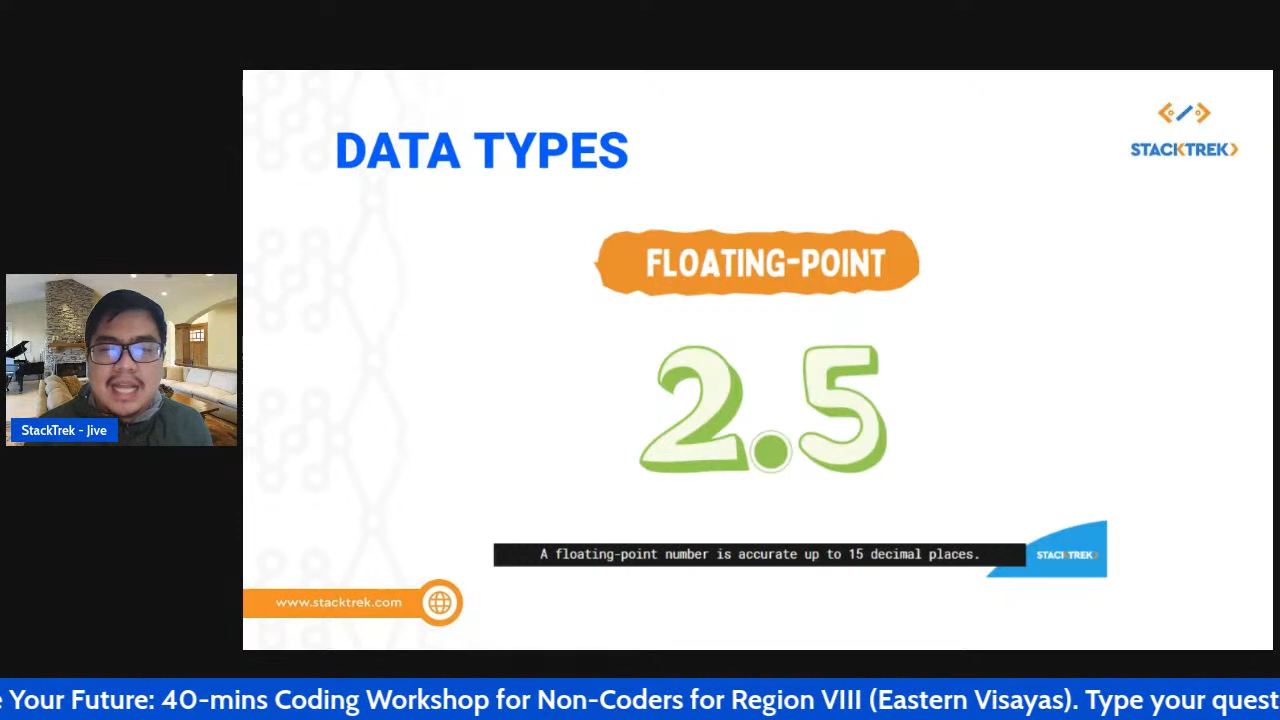 DATA TYPES
STACKTREK
FLOATING-POINT
2.5
StackTrek - Jive
A floating-point number is accurate up to 15 decimal places.
STACKTREK
www.stacktrek.com
e Your Future: 40-mins Coding Workshop for Non-Coders for Region VIII (Eastern Visayas). Type your quest